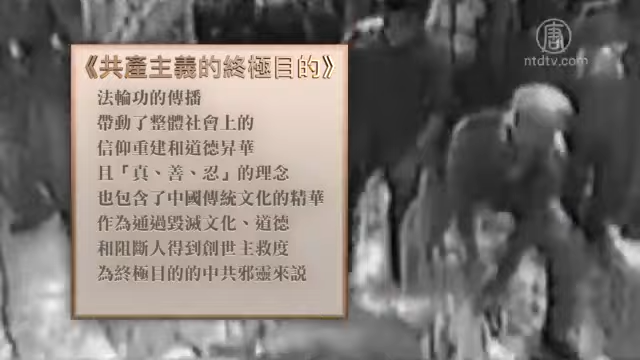 唐
ntdtv.com
《共產主義的終極目的》
法輪功的傳播
帶動了整體社會上的
信仰重建和道德昇華
且「真、善、忍」的理念
也包含了中國傳統文化的精華
作為通過毀滅文化、道德
和阻斷人得到創世主救度
為終極目的的中共邪靈來説